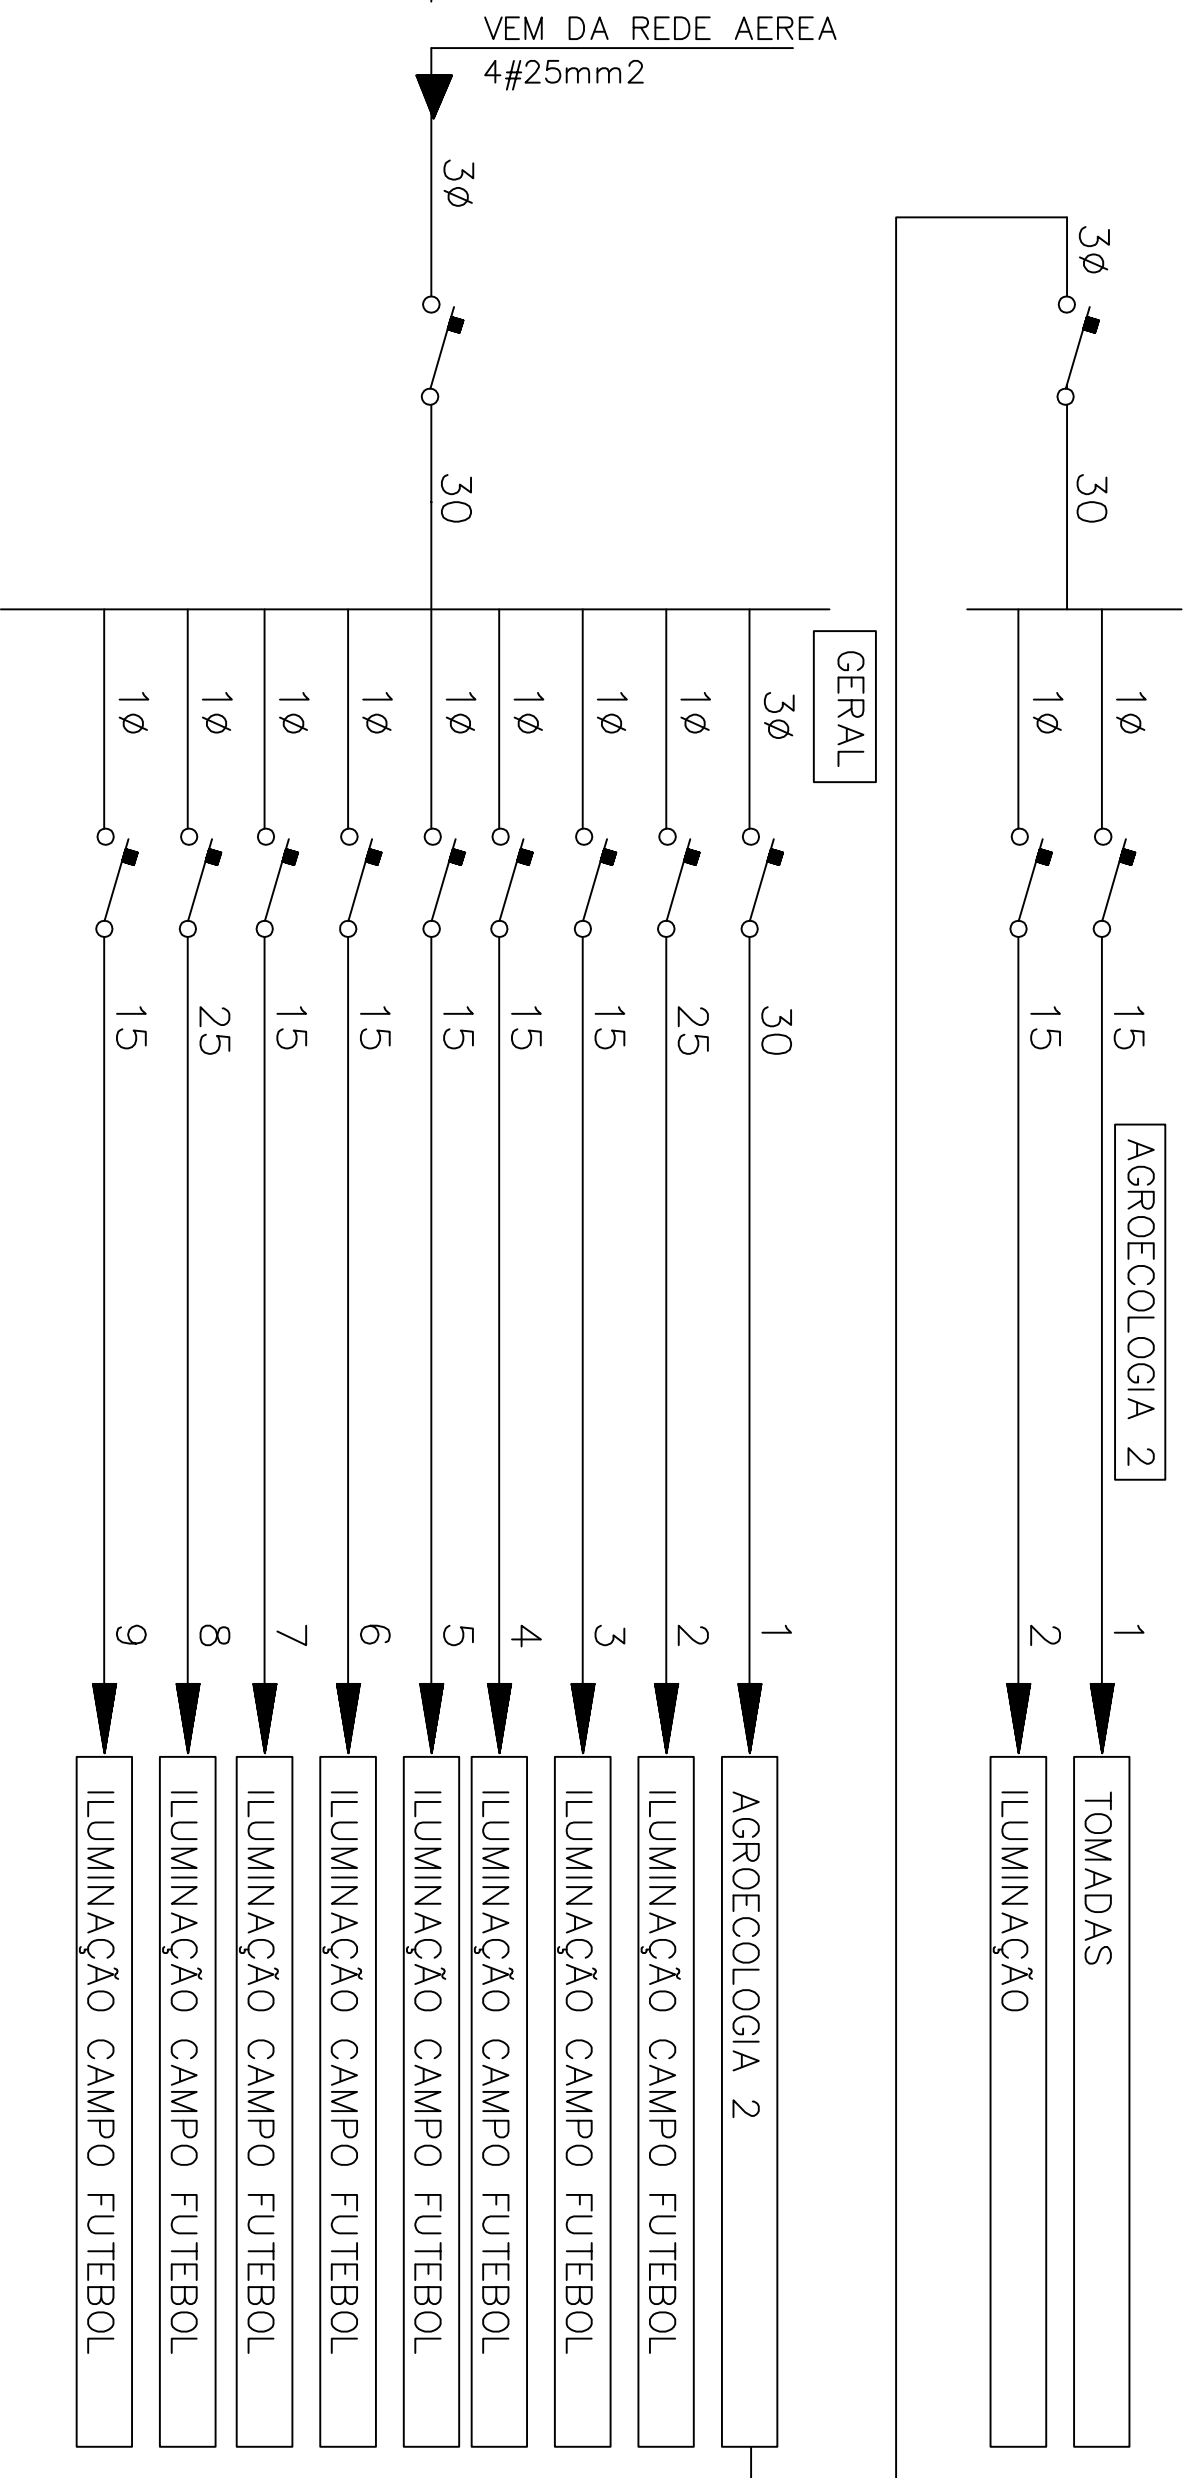 VEM DA REDE AEREA
4#25mm2
3Ø
30
GERAL
3Ø
30
1
AGROECOLOGIA 2
1Ø
25
2
ILUMINAÇÃO CAMPO FUTEBOL
1Ø
15
3
ILUMINAÇÃO CAMPO FUTEBOL
1Ø
15
4
ILUMINAÇÃO CAMPO FUTEBOL
1Ø
15
5
ILUMINAÇÃO CAMPO FUTEBOL
1Ø
15
6
ILUMINAÇÃO CAMPO FUTEBOL
1Ø
15
7
ILUMINAÇÃO CAMPO FUTEBOL
1Ø
25
8
ILUMINAÇÃO CAMPO FUTEBOL
1Ø
15
9
ILUMINAÇÃO CAMPO FUTEBOL
3Ø
30
AGROECOLOGIA 2
1Ø
15
1
TOMADAS
1Ø
15
2
ILUMINAÇÃO